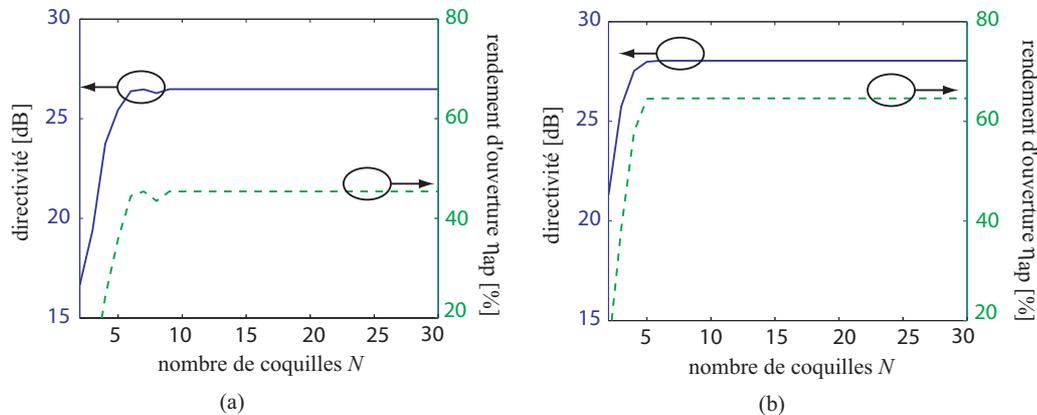 30
25
20
15
directivité [dB]
80
60
40
20
rendement d'ouverture ηap [%]
5 10 15 20 25 30
nombre de coquilles N
(a)
30
25
20
15
directivité [dB]
80
60
40
20
rendement d'ouverture ηap [%]
5 10 15 20 25 30
nombre de coquilles N
(b)